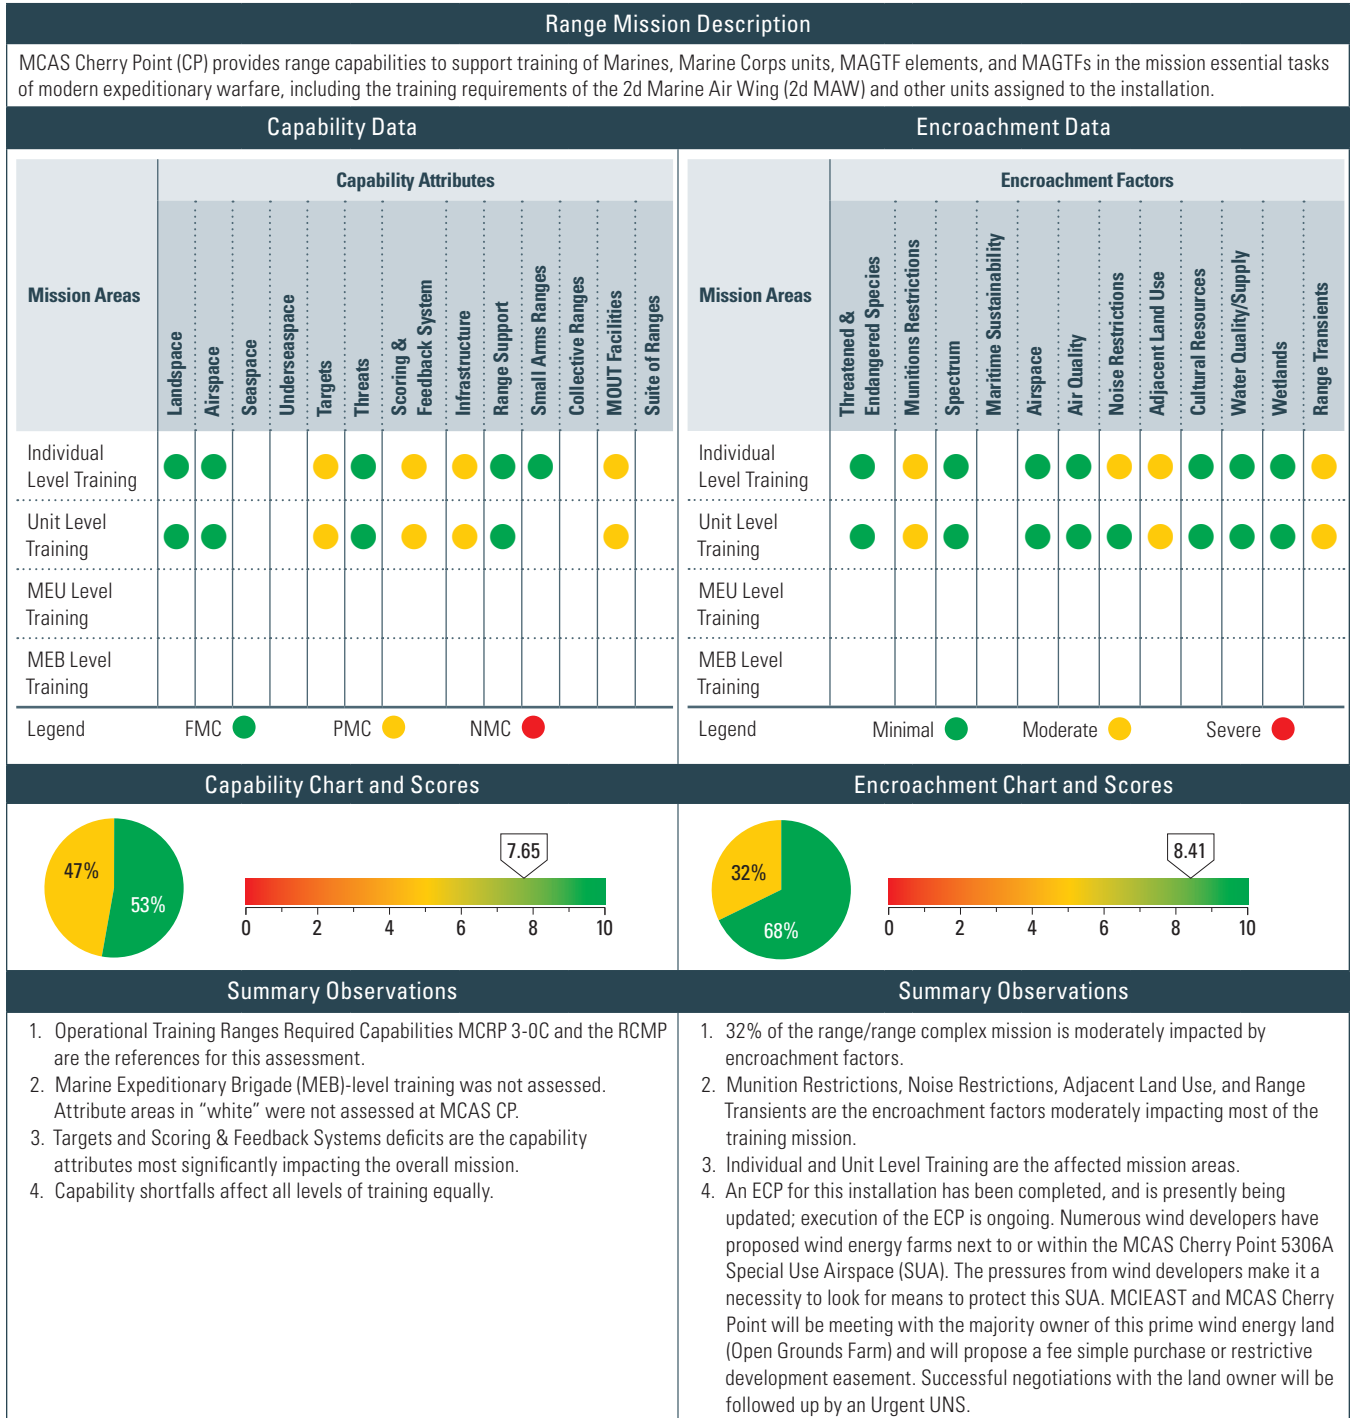 Range Mission Description
MCAS Cherry Point (CP) provides range capabilities to support training of Marines, Marine Corps units, MAGTF elements, and MAGTFs in the mission essential tasks
of modern expeditionary warfare, including the training requirements of the 2d Marine Air Wing (2d MAW) and other units assigned to the installation.
Capability Data
Mission Areas
Capability Attributes
Landspace
Airspace
Seaspace
Underseaspace
Targets
Threats
Scoring &
Feedback System
Infrastructure
Range Support
Small Arms Ranges
Collective Ranges
MOUT Facilities
Suite of Ranges
Individual
Level Training
Unit Level
Training
MEU Level
Training
MEB Level
Training
Legend FMC PMC NMC
Encroachment Data
Mission Areas
Encroachment Factors
Threatened &
Endangered Species
Munitions Restrictions
Spectrum
Maritime Sustainability
Airspace
Air Quality
Noise Restrictions
Adjacent Land Use
Cultural Resources
Water Quality/Supply
Wetlands
Range Transients
Individual
Level Training
Unit Level
Training
MEU Level
Training
MEB Level
Training
Legend Minimal Moderate Severe
Capability Chart and Scores
47%
53%
7.65
0 2 4 6 8 10
Encroachment Chart and Scores
32%
68%
8.41
0 2 4 6 8 10
Summary Observations
1. Operational Training Ranges Required Capabilities MCRP 3-0C and the RCMP
are the references for this assessment.
2. Marine Expeditionary Brigade (MEB)-level training was not assessed.
Attribute areas in “white” were not assessed at MCAS CP.
3. Targets and Scoring & Feedback Systems deficits are the capability
attributes most significantly impacting the overall mission.
4. Capability shortfalls affect all levels of training equally.
Summary Observations
1. 32% of the range/range complex mission is moderately impacted by
encroachment factors.
2. Munition Restrictions, Noise Restrictions, Adjacent Land Use, and Range
Transients are the encroachment factors moderately impacting most of the
training mission.
3. Individual and Unit Level Training are the affected mission areas.
4. An ECP for this installation has been completed, and is presently being
updated; execution of the ECP is ongoing. Numerous wind developers have
proposed wind energy farms next to or within the MCAS Cherry Point 5306A
Special Use Airspace (SUA). The pressures from wind developers make it a
necessity to look for means to protect this SUA. MCIEAST and MCAS Cherry
Point will be meeting with the majority owner of this prime wind energy land
(Open Grounds Farm) and will propose a fee simple purchase or restrictive
development easement. Successful negotiations with the land owner will be
followed up by an Urgent UNS.